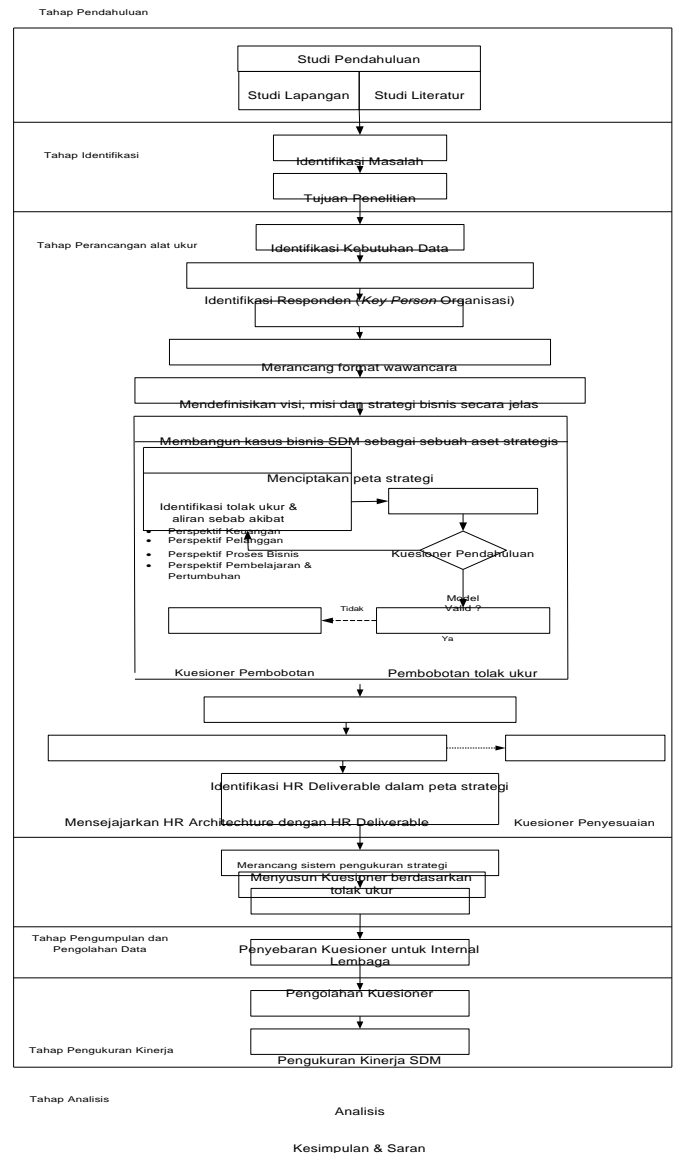 Tahap Pendahuluan
Studi Pendahuluan
Studi Lapangan
Studi Literatur
Tahap Identifikasi
Identifikasi Masalah
Tujuan Penelitian
Tahap Perancangan alat ukur
Identifikasi Kebutuhan Data
Identifikasi Responden (Key Person Organisasi)
Merancang format wawancara
Mendefinisikan visi, misi dan strategi bisnis secara jelas
Membangun kasus bisnis SDM sebagai sebuah aset strategis
Menciptakan peta strategi
Identifikasi tolak ukur &
aliran sebab akibat
• Perspektif Keuangan
• Perspektif Pelanggan
• Perspektif Proses Bisnis
• Perspektif Pembelajaran &
Pertumbuhan
Kuesioner Pendahuluan
Model
Valid ?
Tidak
Ya
Kuesioner Pembobotan
Pembobotan tolak ukur
Identifikasi HR Deliverable dalam peta strategi
Mensejajarkan HR Architechture dengan HR Deliverable
Kuesioner Penyesuaian
Merancang sistem pengukuran strategi
Menyusun Kuesioner berdasarkan
tolak ukur
Tahap Pengumpulan dan
Pengolahan Data
Penyebaran Kuesioner untuk Internal
Lembaga
Pengolahan Kuesioner
Tahap Pengukuran Kinerja
Pengukuran Kinerja SDM
Tahap Analisis
Analisis
Kesimpulan & Saran